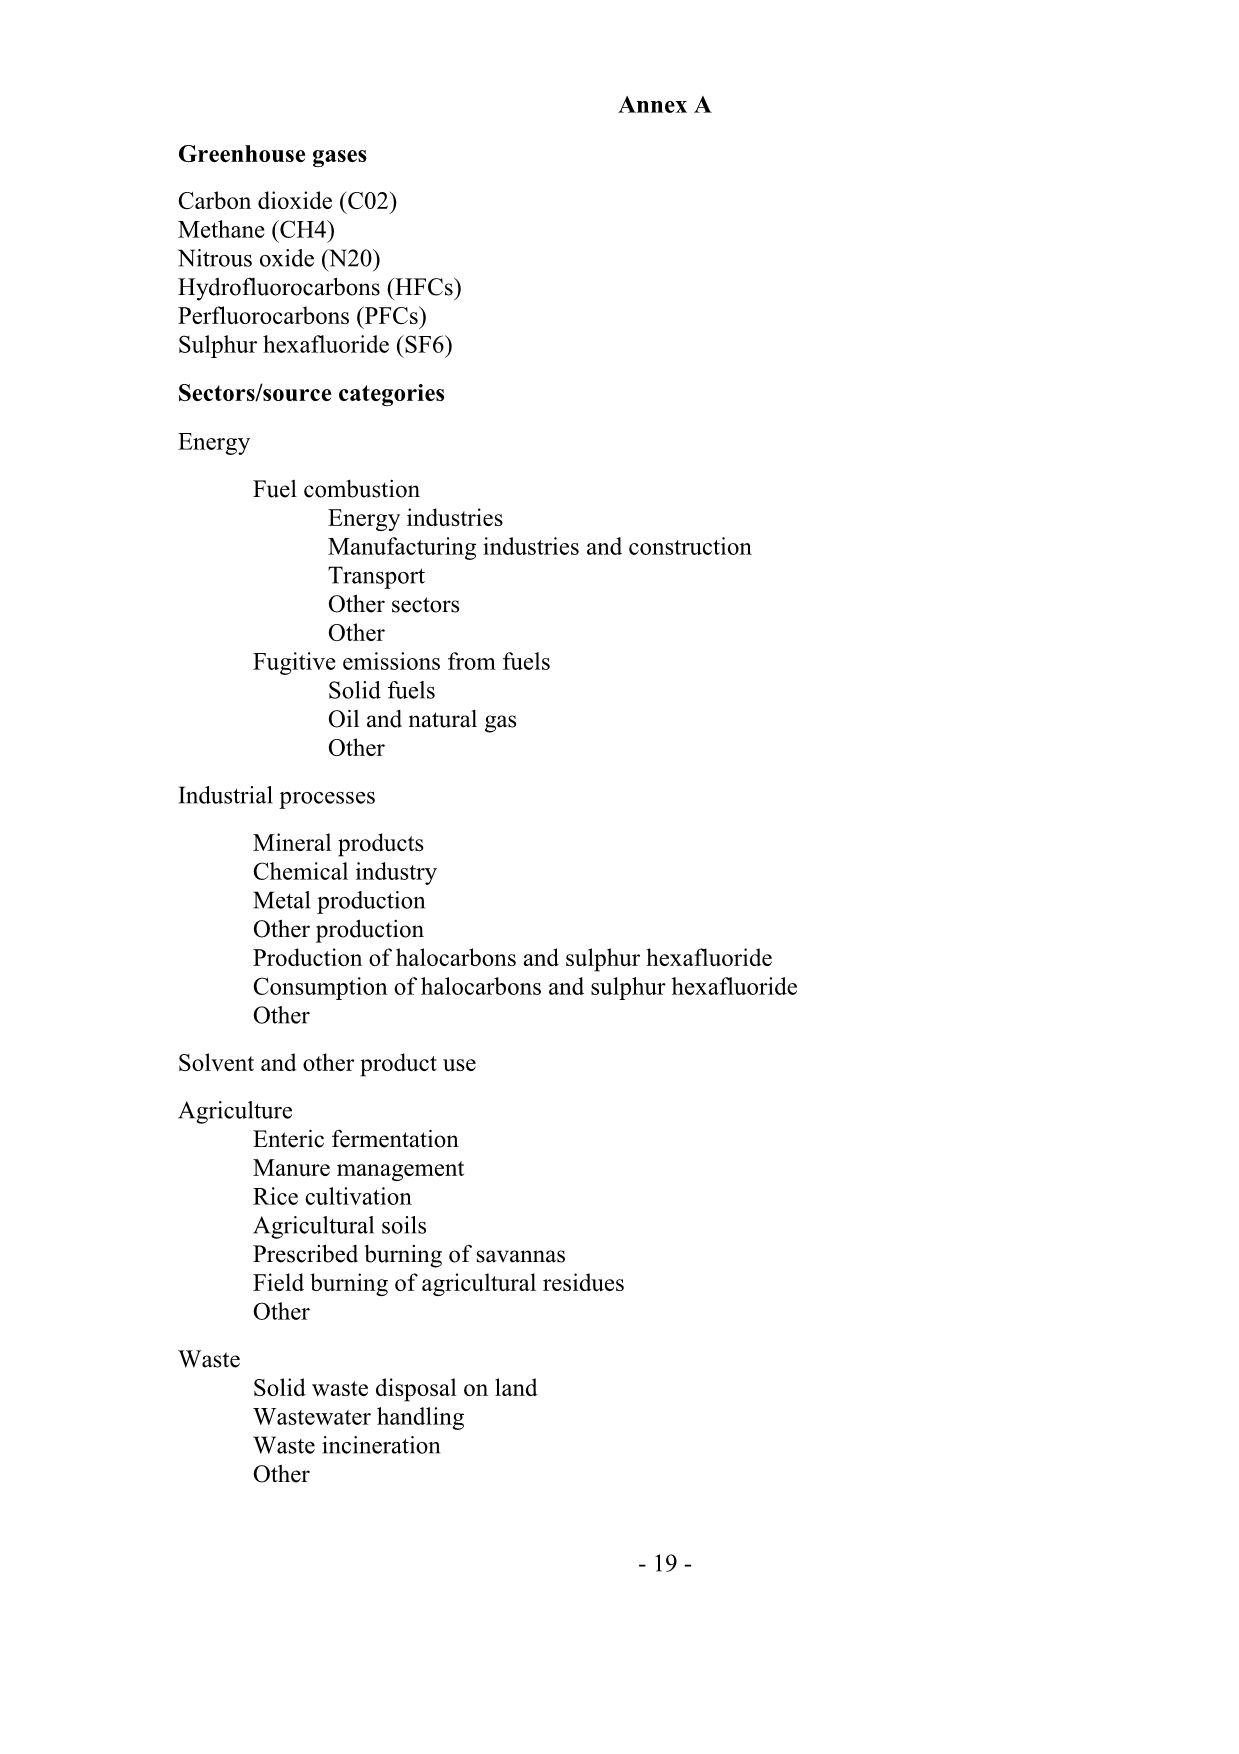 Annex A
Greenhouse gases
Carbon dioxide (C02)
Methane (CH4)
Nitrous oxide (N20)
Hydrofluorocarbons (HFCs)
Perfluorocarbons (PFCs)
Sulphur hexafluoride (SF6)
Sectors/source categories
Energy
Fuel combustion
Energy industries
Manufacturing industries and construction
Transport
Other sectors
Other
Fugitive emissions from fuels
Solid fuels
Oil and natural gas
Other
Industrial processes
Mineral products
Chemical industry
Metal production
Other production
Production of halocarbons and sulphur hexafluoride
Consumption of halocarbons and sulphur hexafluoride
Other
Solvent and other product use
Agriculture
Enteric fermentation
Manure management
Rice cultivation
Agricultural soils
Prescribed burning of savannas
Field burning of agricultural residues
Other
Waste
Solid waste disposal on land
Wastewater handling
Waste incineration
Other
- 19 -